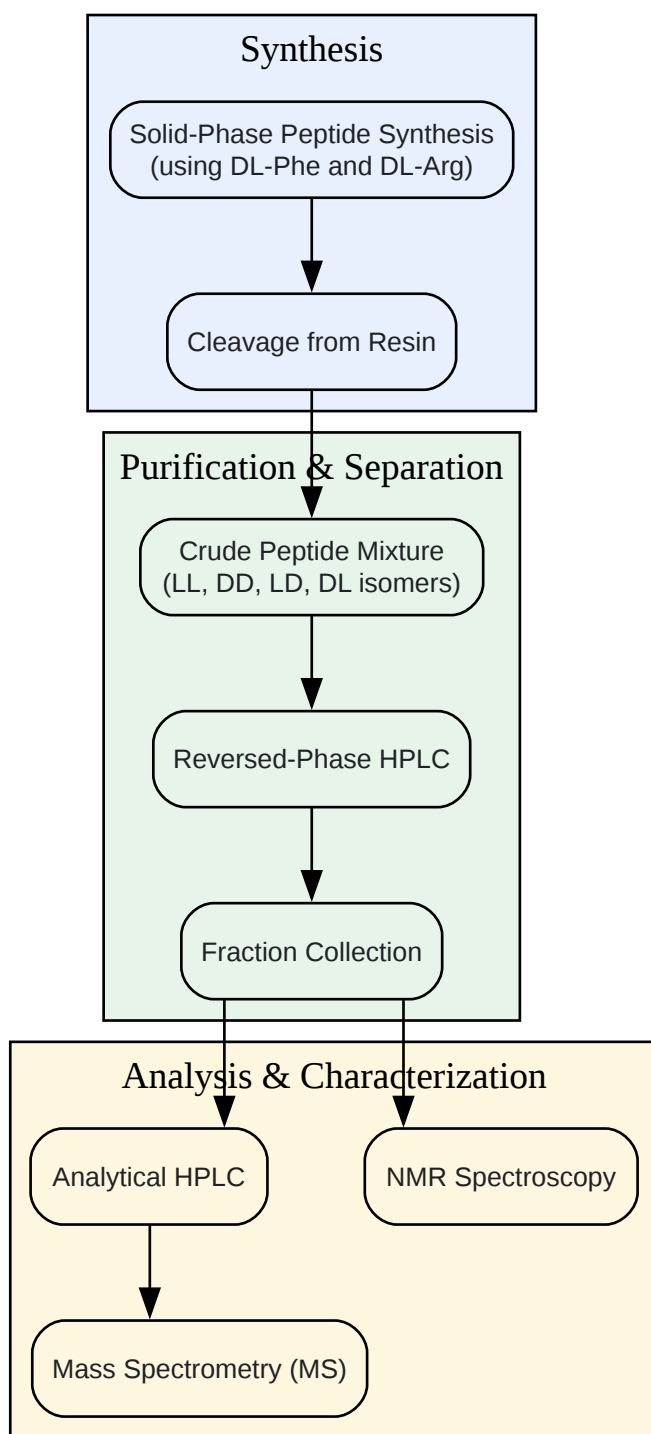 Synthesis
Solid-Phase Peptide Synthesis
(using DL-Phe and DL-Arg)
Cleavage from Resin
Purification & Separation
Crude Peptide Mixture
(LL, DD, LD, DL isomers)
Reversed-Phase HPLC
Fraction Collection
Analysis & Characterization
Analytical HPLC
NMR Spectroscopy
Mass Spectrometry (MS)